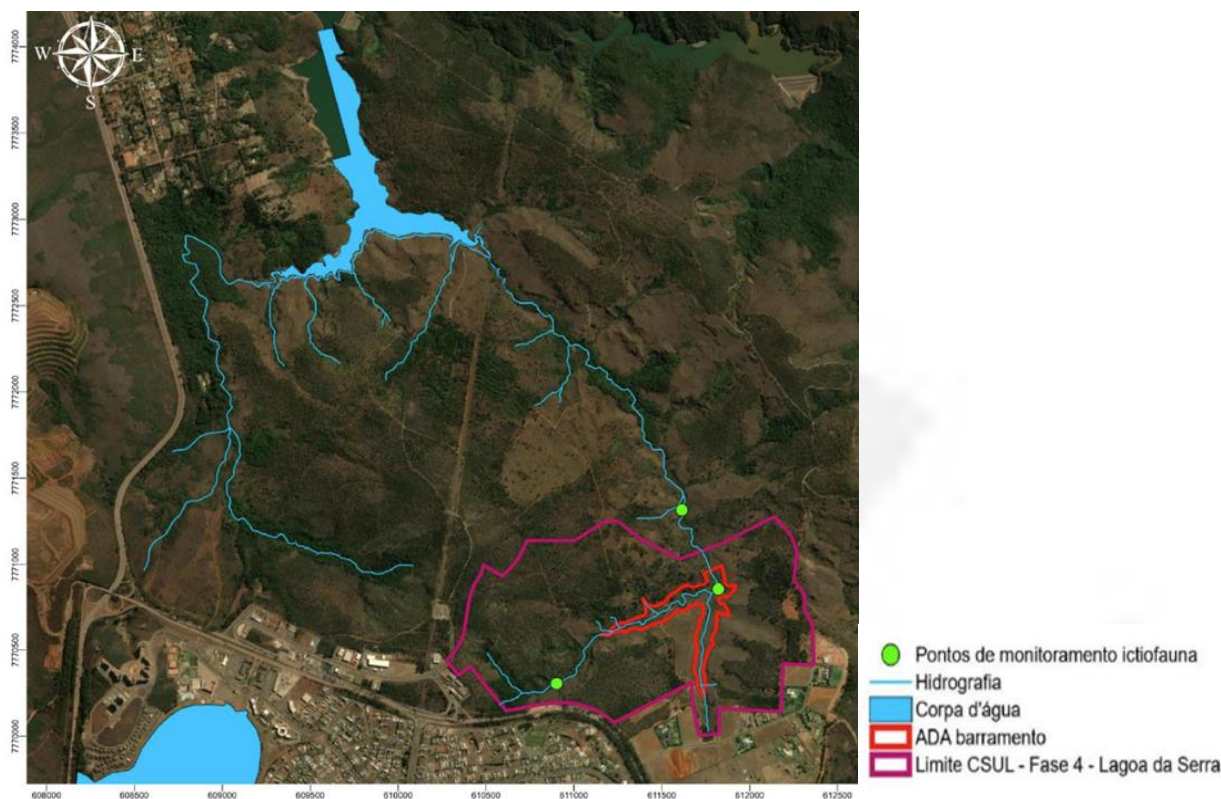 W E
S
7774000
7773500
7773000
7772500
7772000
7771500
7771000
7770500
7770000
608000 608500 609000 609500 610000 610500 611000 611500 612000 612500
Pontos de monitoramento ictiofauna
Hidrografia
Corpa d'água
ADA barramento
Limite CSUL - Fase 4 - Lagoa da Serra